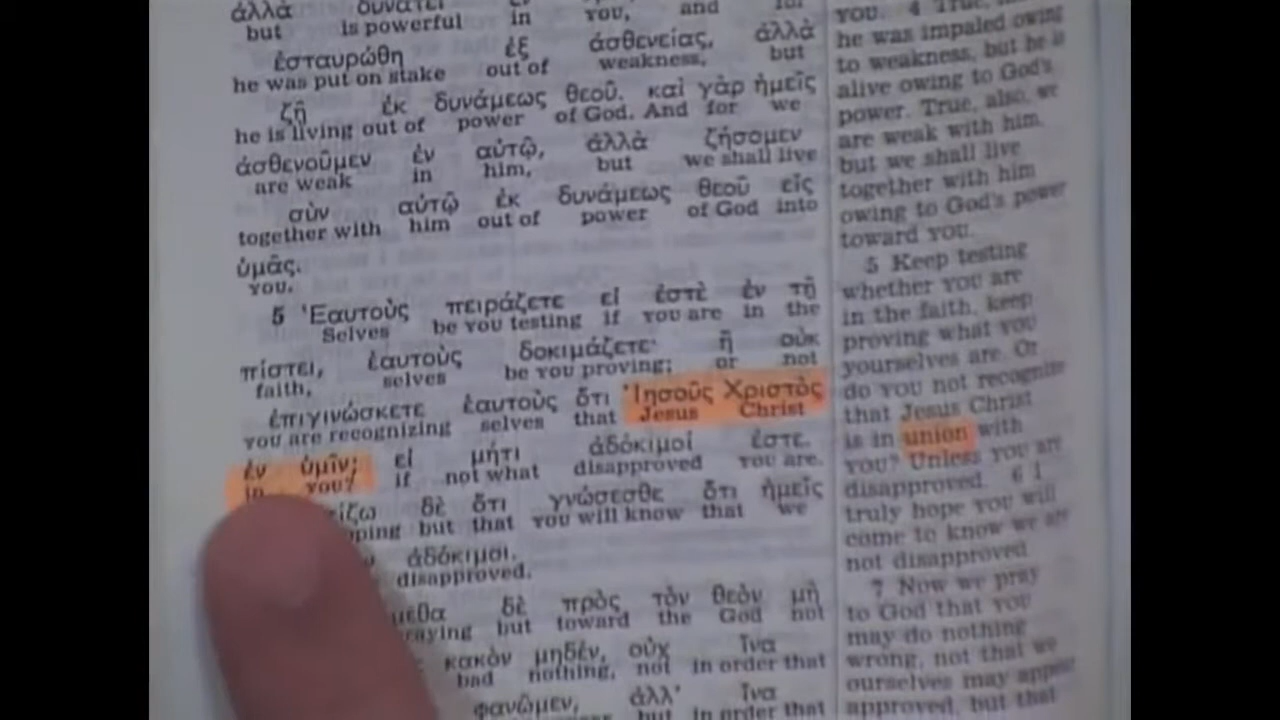 ἀλλὰ δυνατεῖ ἐν ὑμῖν
but is powerful in YOU, and for
ἐσταυρώθη ἐξ ἀσθενείας, ἀλλὰ
he was put on stake out of weakness, but
ζῇ ἐκ δυνάμεως θεοῦ. καὶ γὰρ ἡμεῖς
he is living out of power of God. And for we
ἀσθενοῦμεν ἐν αὐτῷ, ἀλλὰ ζήσομεν
are weak in him, but we shall live
σὺν αὐτῷ ἐκ δυνάμεως θεοῦ εἰς
together with him out of power of God into
ὑμᾶς.
YOU.
5 Ἑαυτοὺς πειράζετε εἰ ἐστὲ ἐν τῇ
Selves be YOU testing if YOU are in the
πίστει, ἑαυτοὺς δοκιμάζετε· ἢ οὐκ
faith, selves be YOU proving; or not
ἐπιγινώσκετε ἑαυτοὺς ὅτι Ἰησοῦς Χριστὸς
YOU are recognizing selves that Jesus Christ
ἐν ὑμῖν; εἰ μήτι ἀδόκιμοί ἐστε.
in YOU? if not what disapproved YOU are.
ίζω δὲ ὅτι γνώσεσθε ὅτι ἡμεῖς
ping but that YOU will know that we
ἀδόκιμοι.
disapproved.
μεθα δὲ πρὸς τὸν θεὸν μὴ
raying but toward the God not
κακὸν μηδέν, οὐχ ἵνα
bad nothing, not in order that
φανῶμεν, ἀλλ' ἵνα
but in order that
YOU. 4 True,
he was impaled owing
to weakness, but he is
alive owing to God's
power. True, also, we
are weak with him,
but we shall live
together with him
owing to God's power
toward YOU.
5 Keep testing
whether YOU are
in the faith, keep
proving what YOU
yourselves are. Or
do YOU not recognize
that Jesus Christ
is in union with
YOU? Unless YOU are
disapproved. 6 I
truly hope YOU will
come to know we are
not disapproved.
7 Now we pray
to God that YOU
may do nothing
wrong, not that we
ourselves may appear
approved, but that